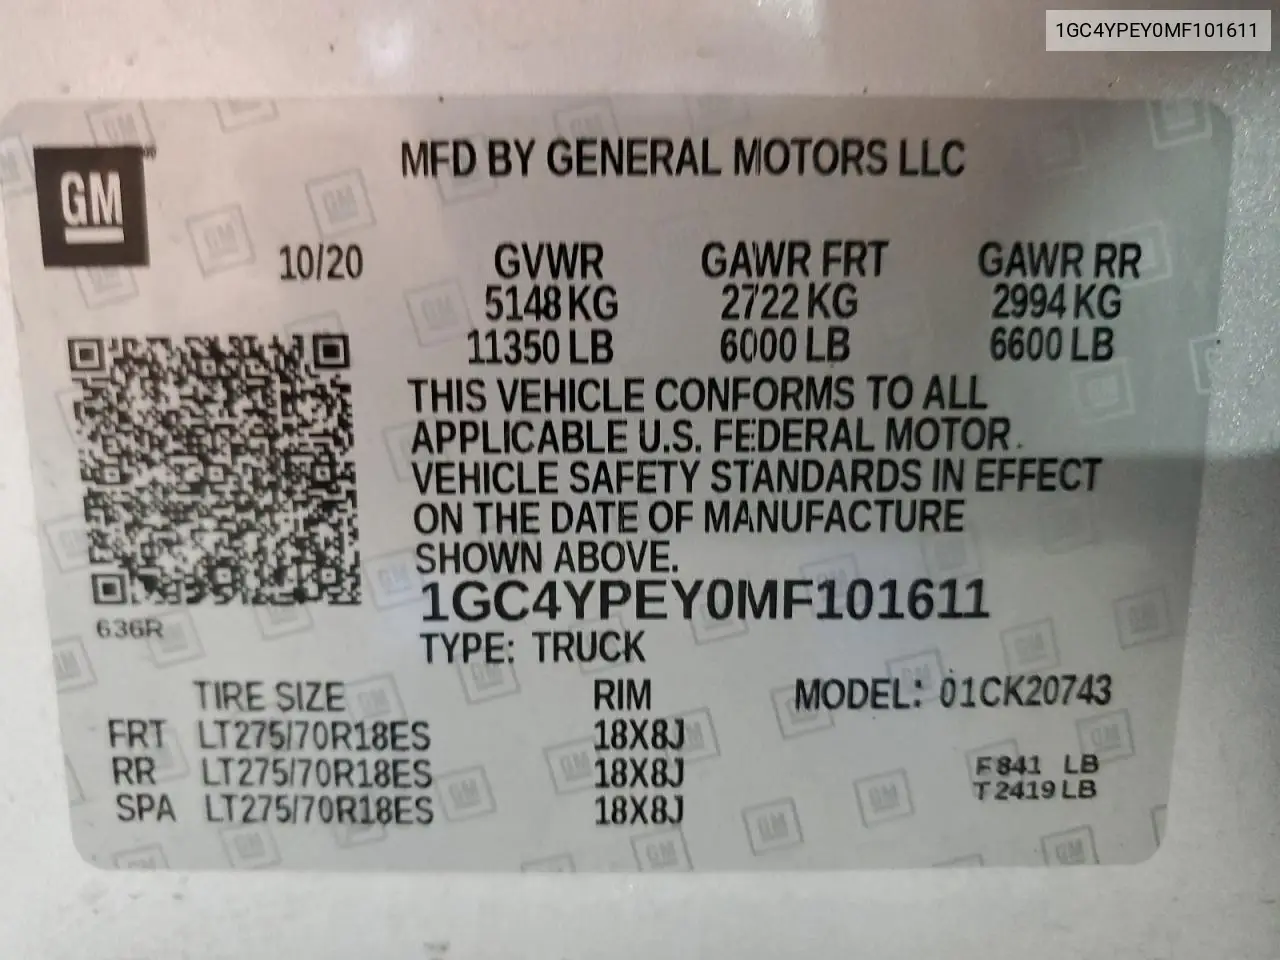 1GC4YPEY0MF101611
GM
MFD BY GENERAL MOTORS LLC
10/20
GVWR GAWR FRT GAWR RR
5148 KG 2722 KG 2994 KG
11350 LB 6000 LB 6600 LB
THIS VEHICLE CONFORMS TO ALL
APPLICABLE U.S. FEDERAL MOTOR
VEHICLE SAFETY STANDARDS IN EFFECT
ON THE DATE OF MANUFACTURE
SHOWN ABOVE.
1GC4YPEY0MF101611
636R
TYPE: TRUCK
TIRE SIZE RIM MODEL: 01CK20743
FRT LT275/70R18ES 18X8J
RR LT275/70R18ES 18X8J F 841 LB
T 2419 LB
SPA LT275/70R18ES 18X8J